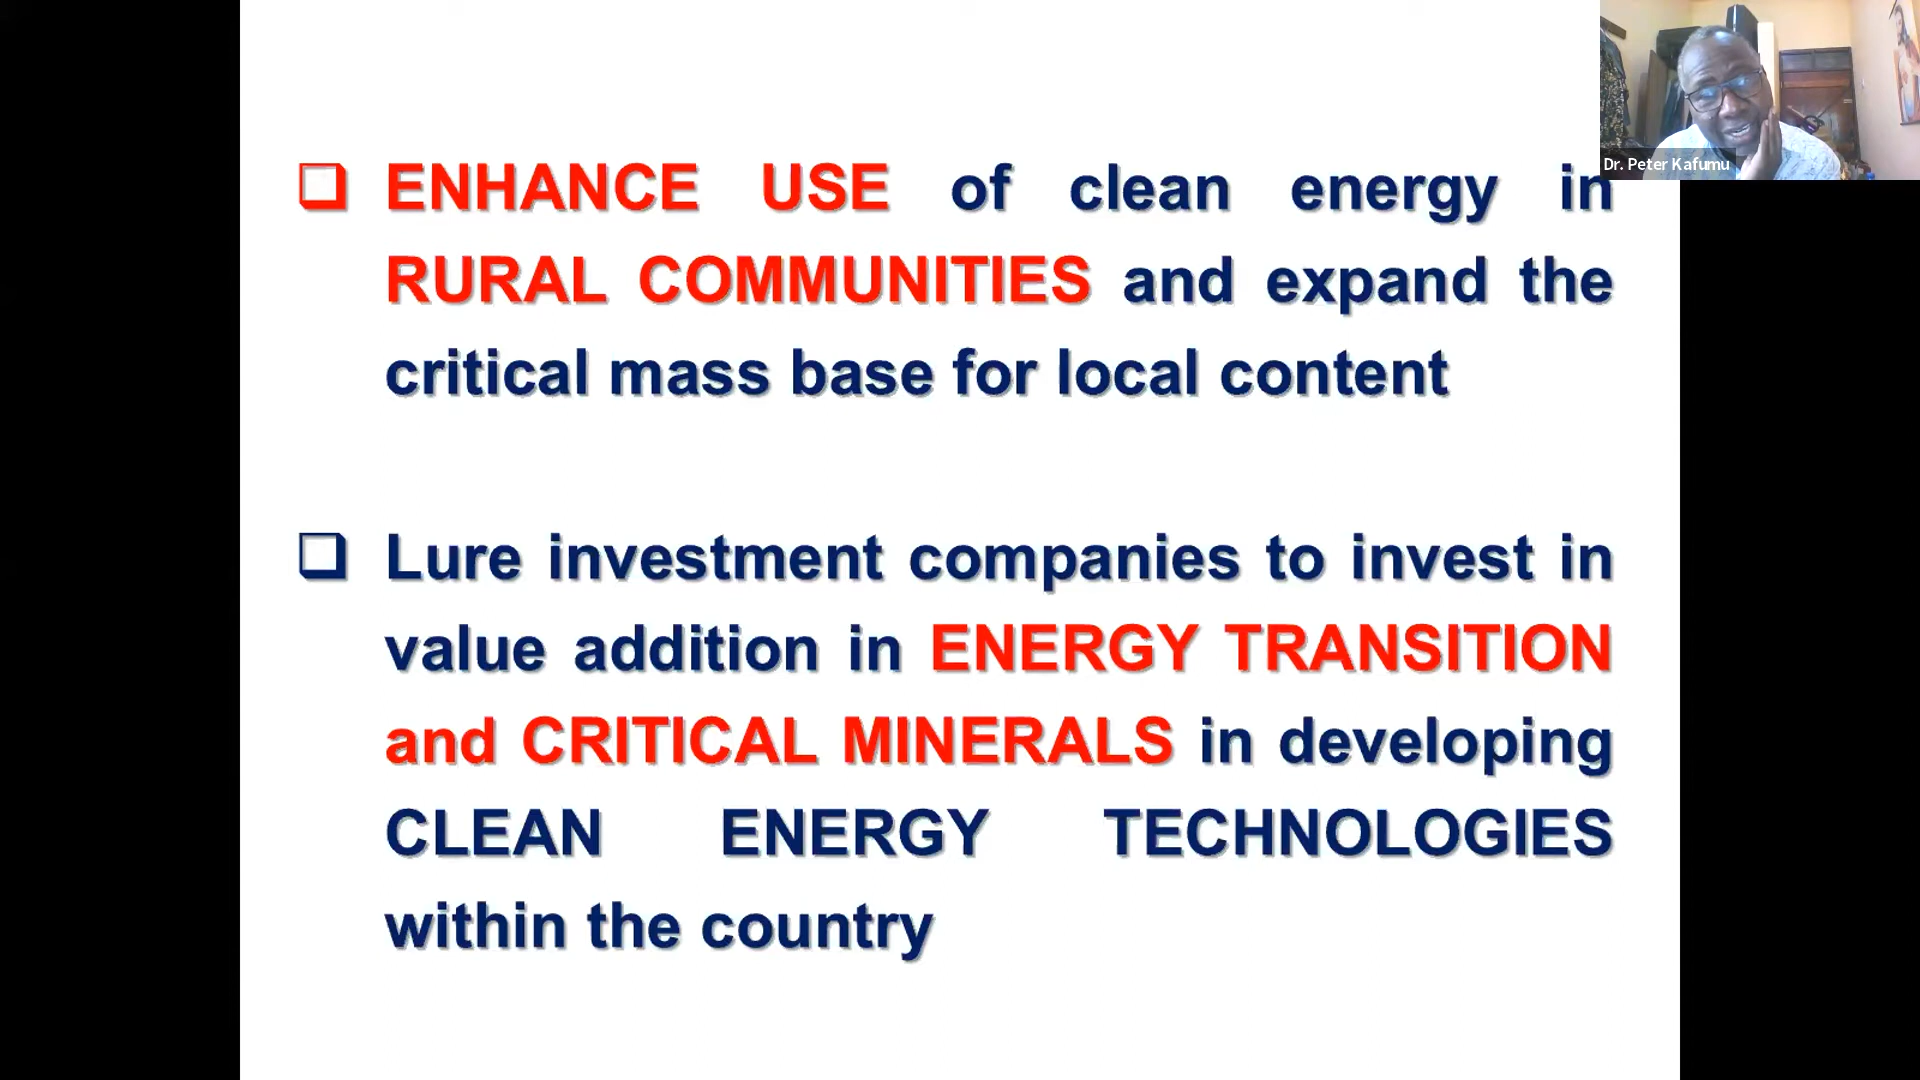 Dr. Peter Kafumu
ENHANCE USE of clean energy in
RURAL COMMUNITIES and expand the
critical mass base for local content
Lure investment companies to invest in
value addition in ENERGY TRANSITION
and CRITICAL MINERALS in developing
CLEAN ENERGY TECHNOLOGIES
within the country